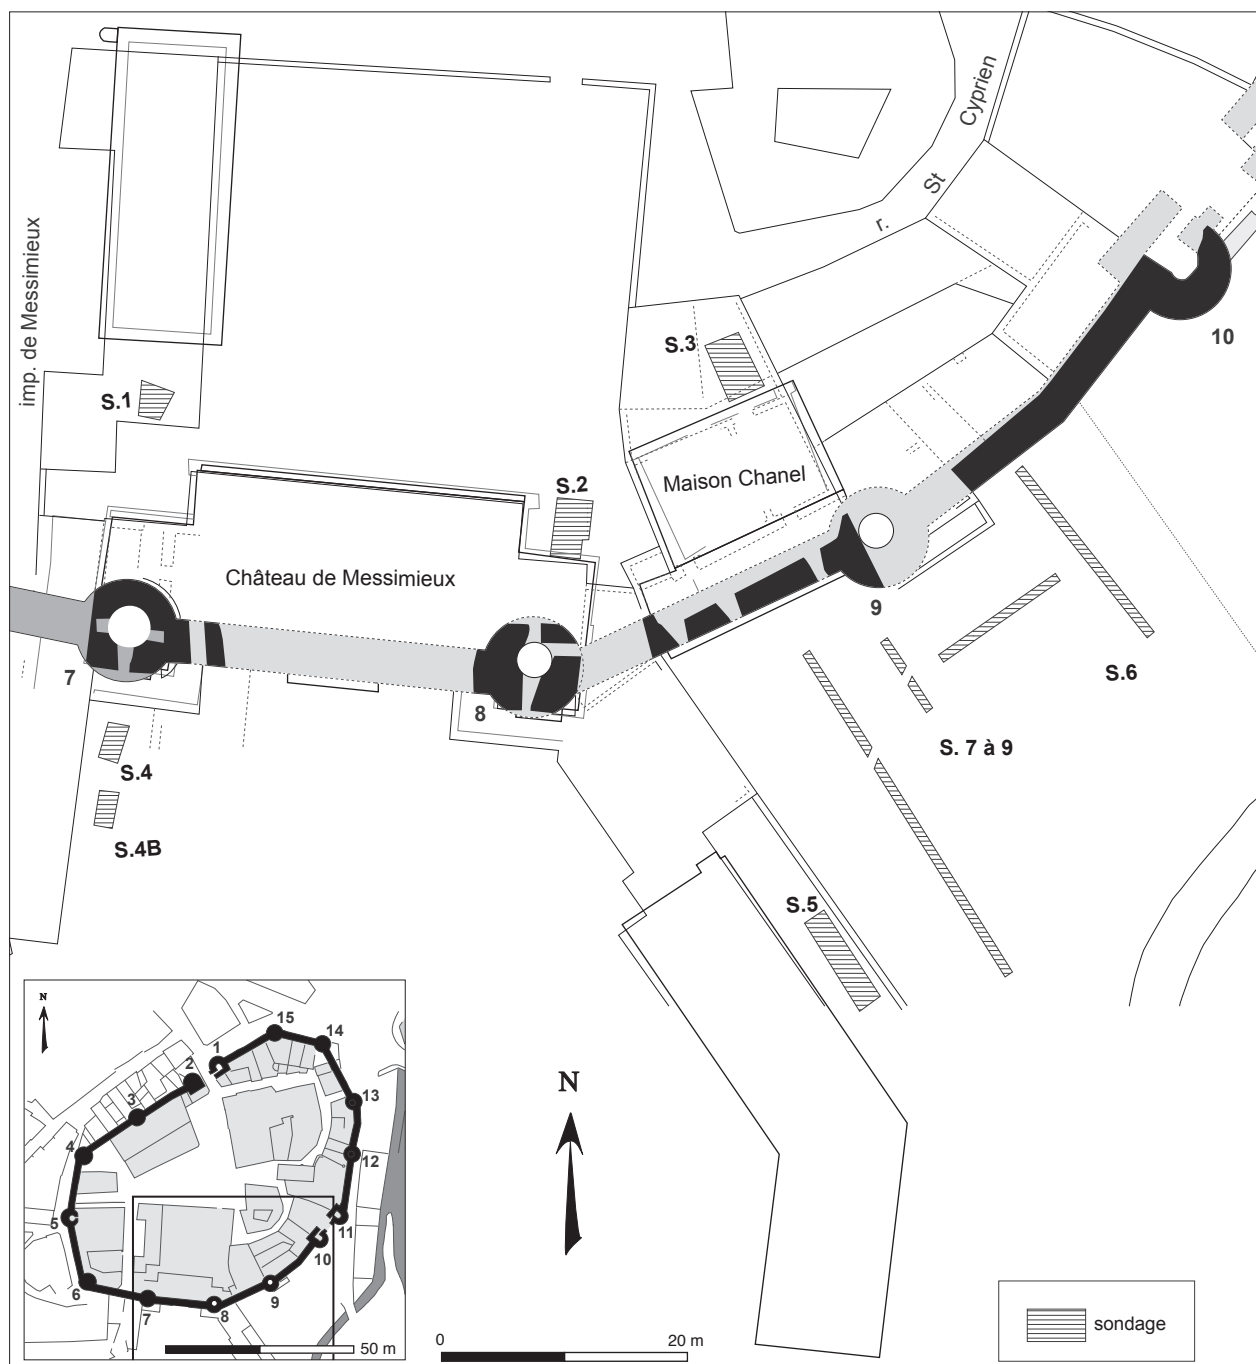 Cyprien
St
r.
imp. de Messimieux
10
S.3
S.1
Maison Chanel
S.2
Château de Messimieux
9
7
8
S.6
S. 7 à 9
S.4
S.4B
S.5
N
15
14
1
2
13
3
4
12
5
11
10
6
7
8
9
50 m
N
0
20 m
sondage